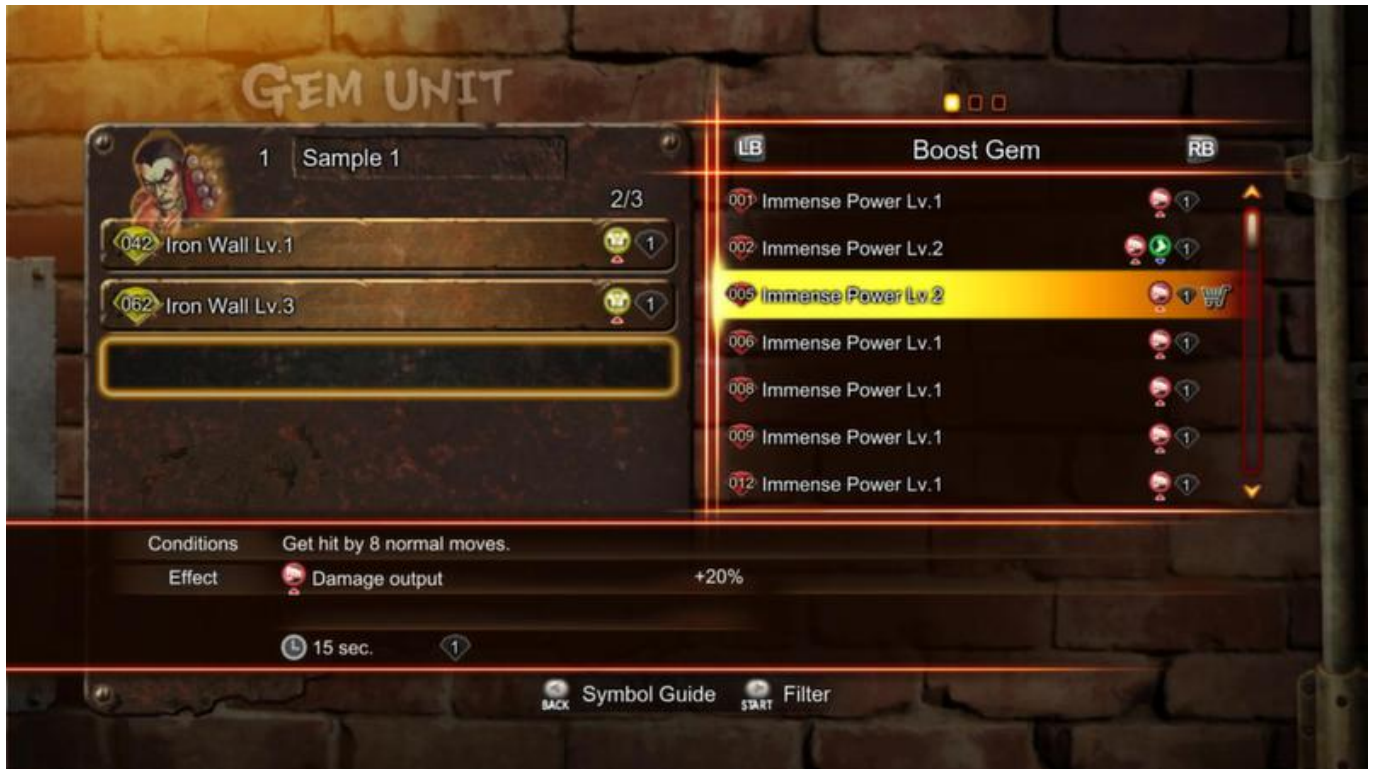 GEM UNIT
1 Sample 1
2/3
042 Iron Wall Lv.1 1
062 Iron Wall Lv.3 1
LB Boost Gem RB
001 Immense Power Lv.1 1
002 Immense Power Lv.2 1
005 Immense Power Lv.2 1
006 Immense Power Lv.1 1
008 Immense Power Lv.1 1
009 Immense Power Lv.1 1
012 Immense Power Lv.1 1
Conditions Get hit by 8 normal moves.
Effect Damage output +20%
15 sec. 1
BACK Symbol Guide START Filter